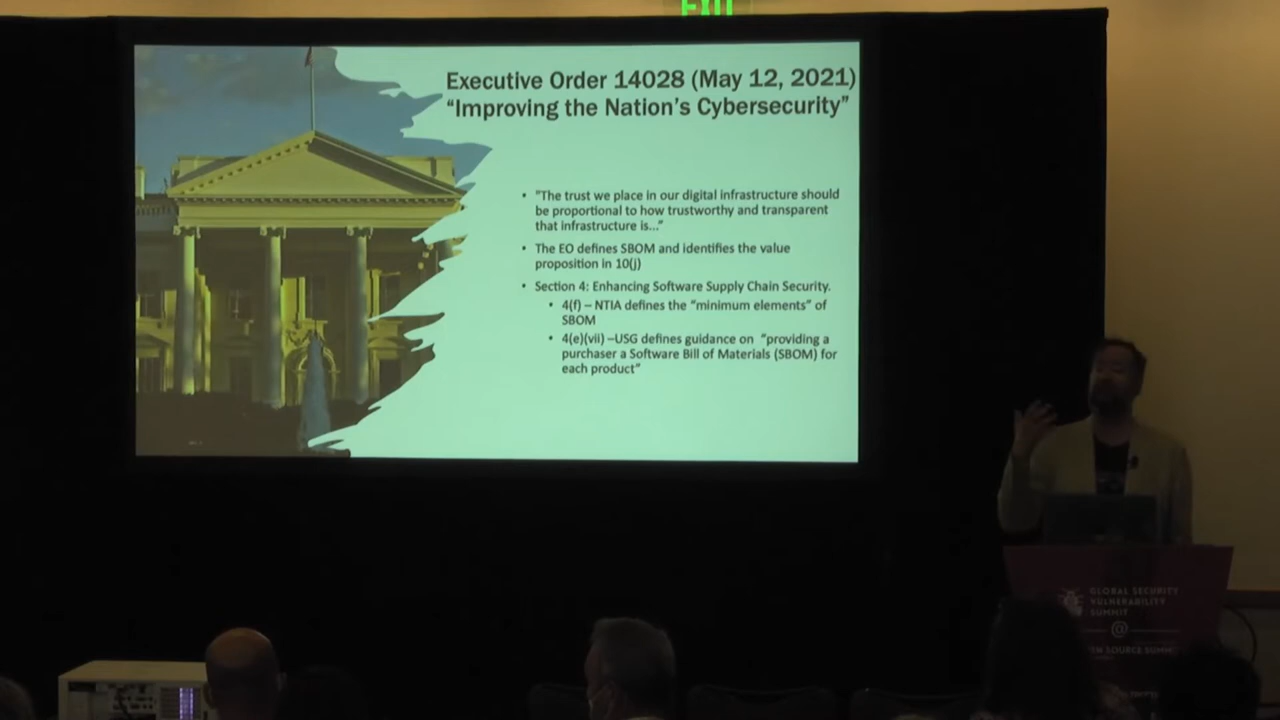 EXIT
Executive Order 14028 (May 12, 2021)
“Improving the Nation’s Cybersecurity”
• "The trust we place in our digital infrastructure should
be proportional to how trustworthy and transparent
that infrastructure is…"
• The EO defines SBOM and identifies the value
proposition in 10(j)
• Section 4: Enhancing Software Supply Chain Security.
• 4(f) – NTIA defines the “minimum elements” of
SBOM
• 4(e)(vii) –USG defines guidance on “providing a
purchaser a Software Bill of Materials (SBOM) for
each product”
GLOBAL SECURITY
VULNERABILITY
SUMMIT
@
SOURCE SUMMIT